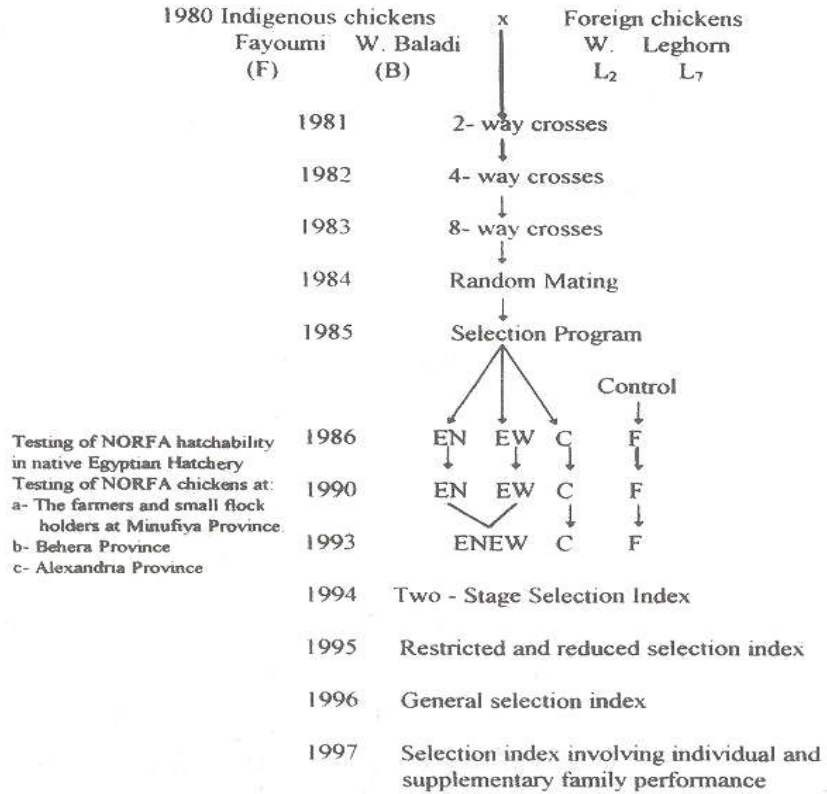 1980 Indigenous chickens x Foreign chickens
Fayoumi W. Baladi W. Leghorn
(F) (B) L₂ L₇
1981 2- way crosses
1982 4- way crosses
1983 8- way crosses
1984 Random Mating
1985 Selection Program
Control
1986 EN EW C F
Testing of NORFA hatchability
in native Egyptian Hatchery
Testing of NORFA chickens at:
a- The farmers and small flock
holders at Minufiya Province.
b- Behera Province
c- Alexandria Province
1990 EN EW C F
1993 ENEW C F
1994 Two - Stage Selection Index
1995 Restricted and reduced selection index
1996 General selection index
1997 Selection index involving individual and
supplementary family performance